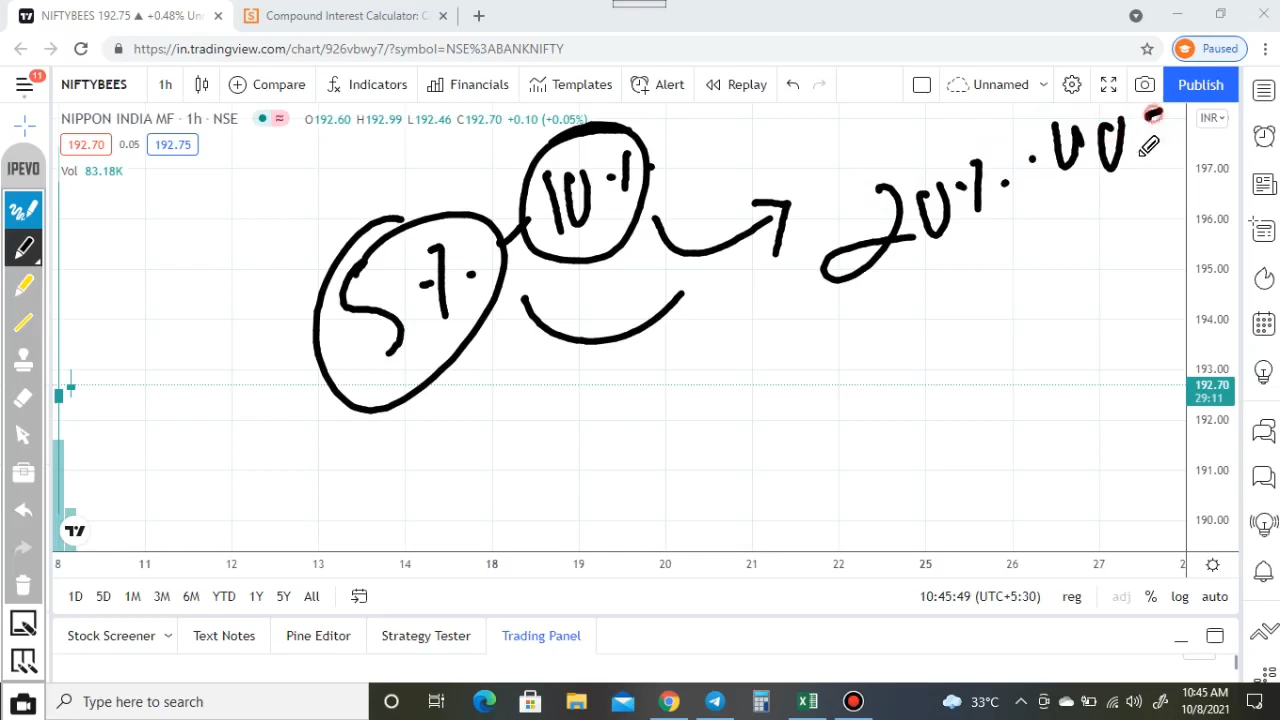 NIFTYBEES 192.75 ▲ +0.48% Unn
Compound Interest Calculator: C
https://in.tradingview.com/chart/926vbwy7/?symbol=NSE%3ABANKNIFTY
Paused
11
NIFTYBEES 1h Compare Indicators Financials Templates Alert Replay Unnamed Publish
NIPPON INDIA MF · 1h · NSE O192.60 H192.99 L192.46 C192.70 +0.10 (+0.05%)
INR
192.70 0.05 192.75
IPEVO
Vol 83.18K
10%
20%
5%
197.00
196.00
195.00
194.00
193.00
192.70
29:11
192.00
191.00
190.00
8 11 12 13 14 18 19 20 21 22 25 26 27 2
1D 5D 1M 3M 6M YTD 1Y 5Y All 10:45:49 (UTC+5:30) reg adj % log auto
Stock Screener Text Notes Pine Editor Strategy Tester Trading Panel
Type here to search
33°C
10:45 AM
10/8/2021